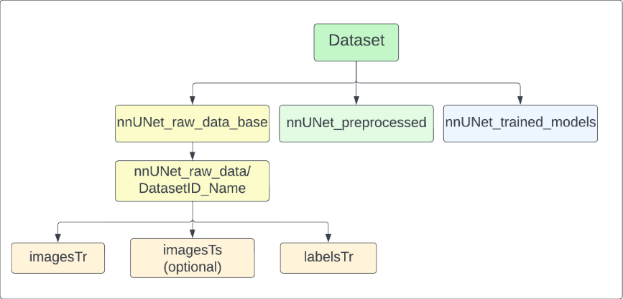 Dataset
nnUNet_raw_data_base
nnUNet_preprocessed
nnUNet_trained_models
nnUNet_raw_data/
DatasetID_Name
imagesTr
imagesTs
(optional)
labelsTr